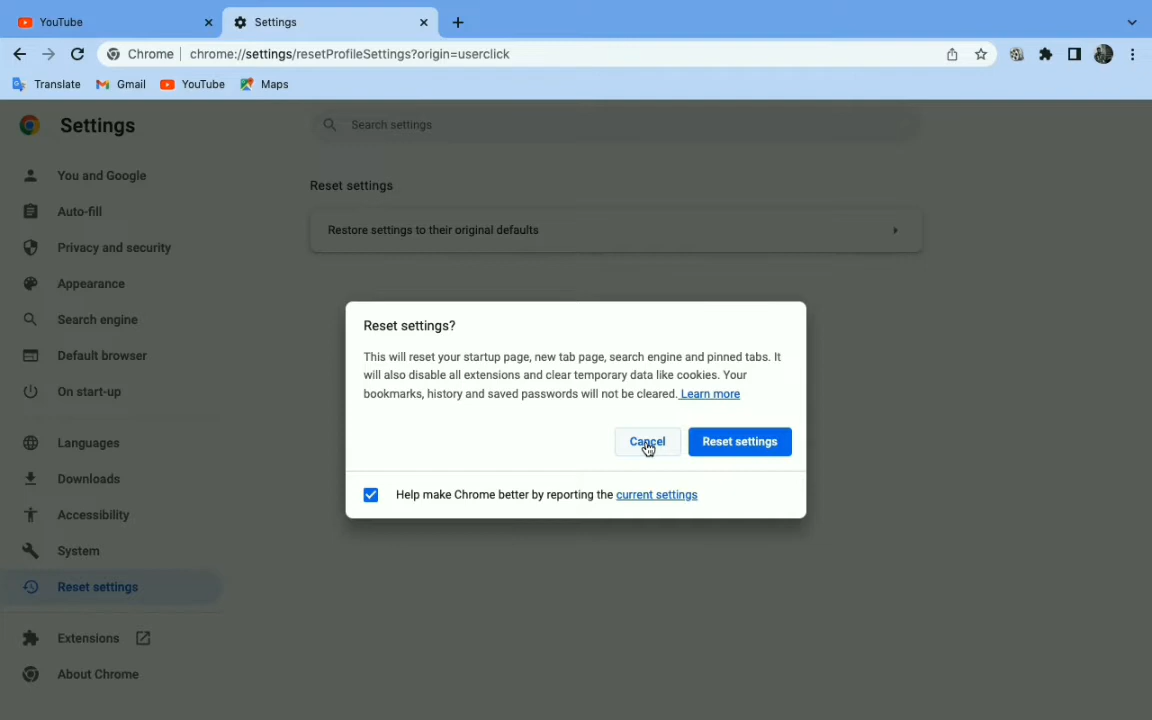 YouTube
Settings
Chrome
chrome://settings/resetProfileSettings?origin=userclick
Translate
Gmail
YouTube
Maps
Settings
Search settings
You and Google
Auto-fill
Privacy and security
Appearance
Search engine
Default browser
On start-up
Languages
Downloads
Accessibility
System
Reset settings
Extensions
About Chrome
Reset settings
Restore settings to their original defaults
Reset settings?
This will reset your startup page, new tab page, search engine and pinned tabs. It
will also disable all extensions and clear temporary data like cookies. Your
bookmarks, history and saved passwords will not be cleared. Learn more
Cancel
Reset settings
Help make Chrome better by reporting the current settings